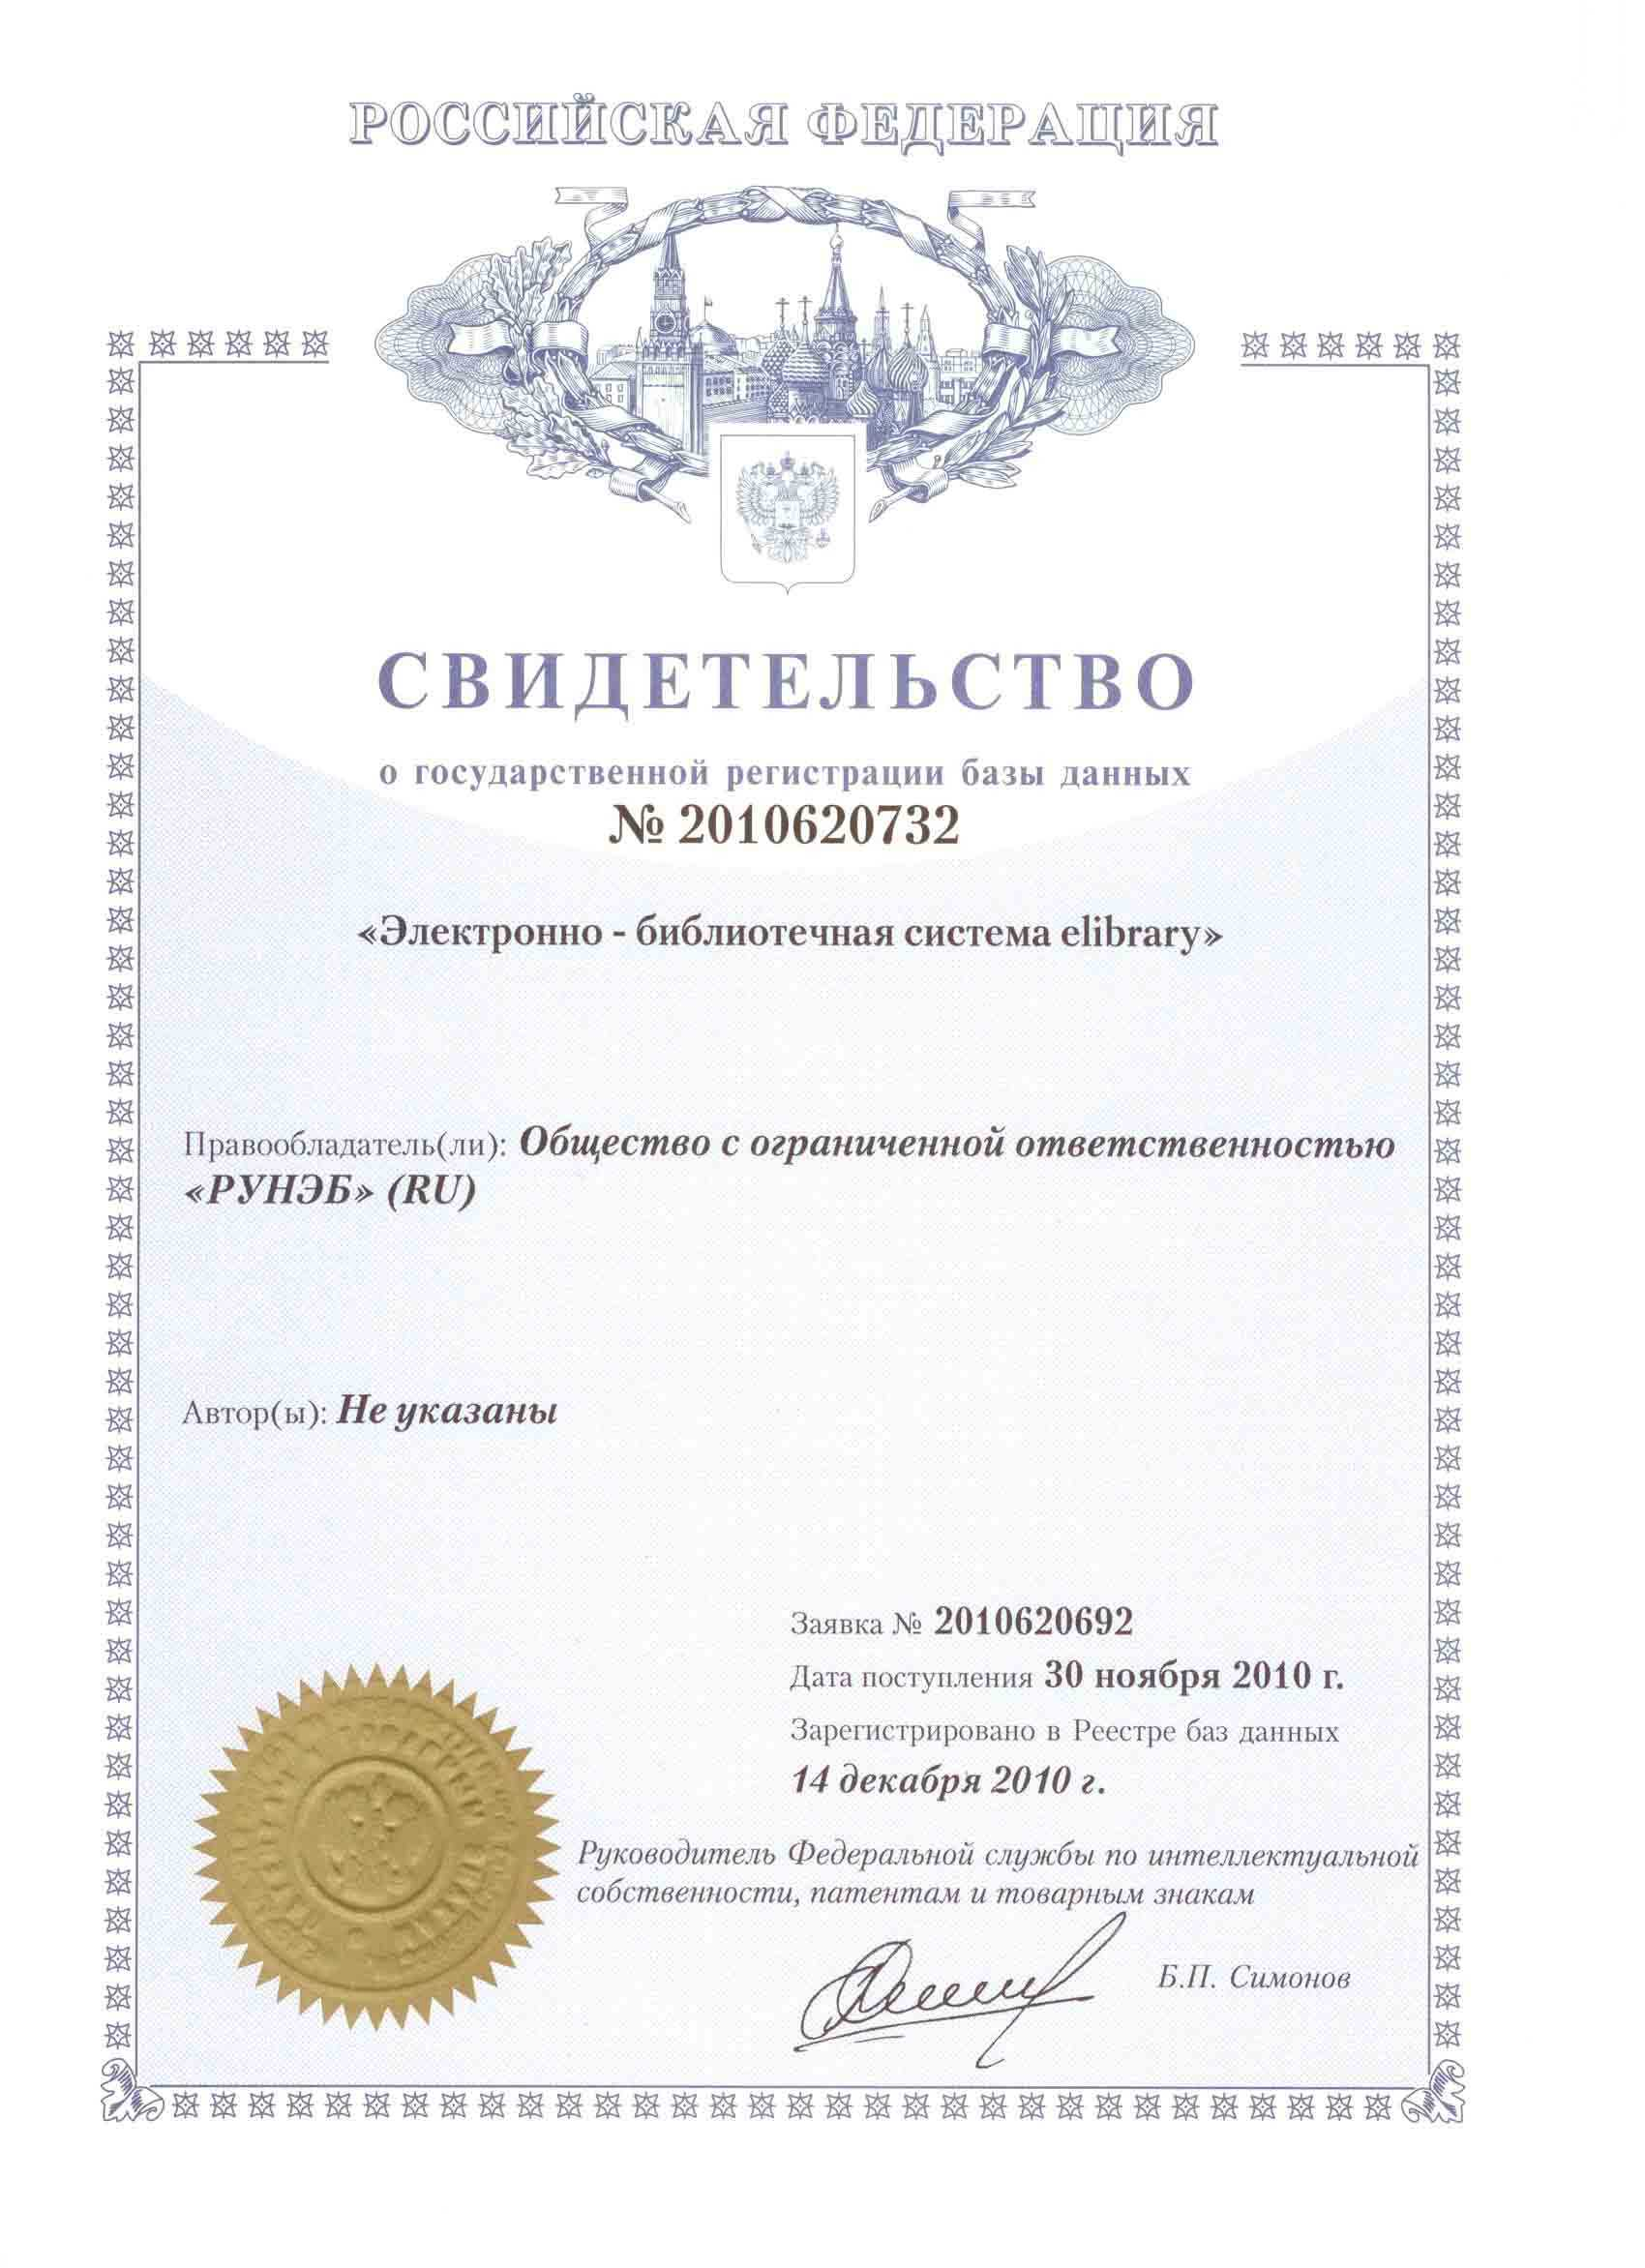 РОССИЙСКАЯ ФЕДЕРАЦИЯ
СВИДЕТЕЛЬСТВО
о государственной регистрации базы данных
№ 2010620732
«Электронно - библиотечная система elibrary»
Правообладатель(ли): Общество с ограниченной ответственностью
«РУНЭБ» (RU)
Автор(ы): Не указаны
Заявка № 2010620692
Дата поступления 30 ноября 2010 г.
Зарегистрировано в Реестре баз данных
14 декабря 2010 г.
Руководитель Федеральной службы по интеллектуальной
собственности, патентам и товарным знакам
Б.П. Симонов